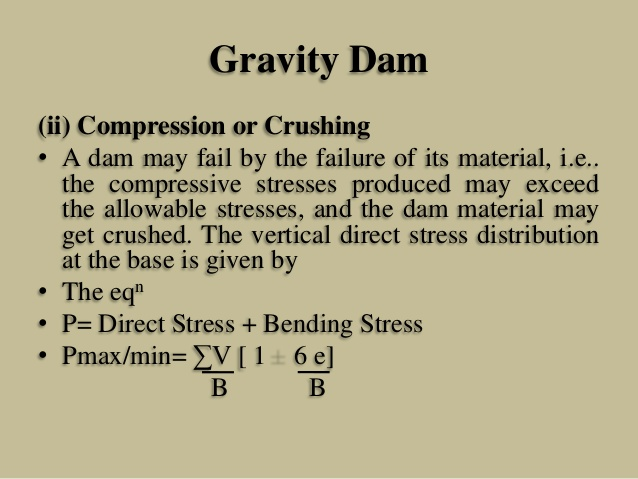 Gravity Dam
(ii) Compression or Crushing
• A dam may fail by the failure of its material, i.e..
the compressive stresses produced may exceed
the allowable stresses, and the dam material may
get crushed. The vertical direct stress distribution
at the base is given by
• The eqⁿ
• P= Direct Stress + Bending Stress
• Pmax/min= ∑V [ 1 ± 6 e]
B B